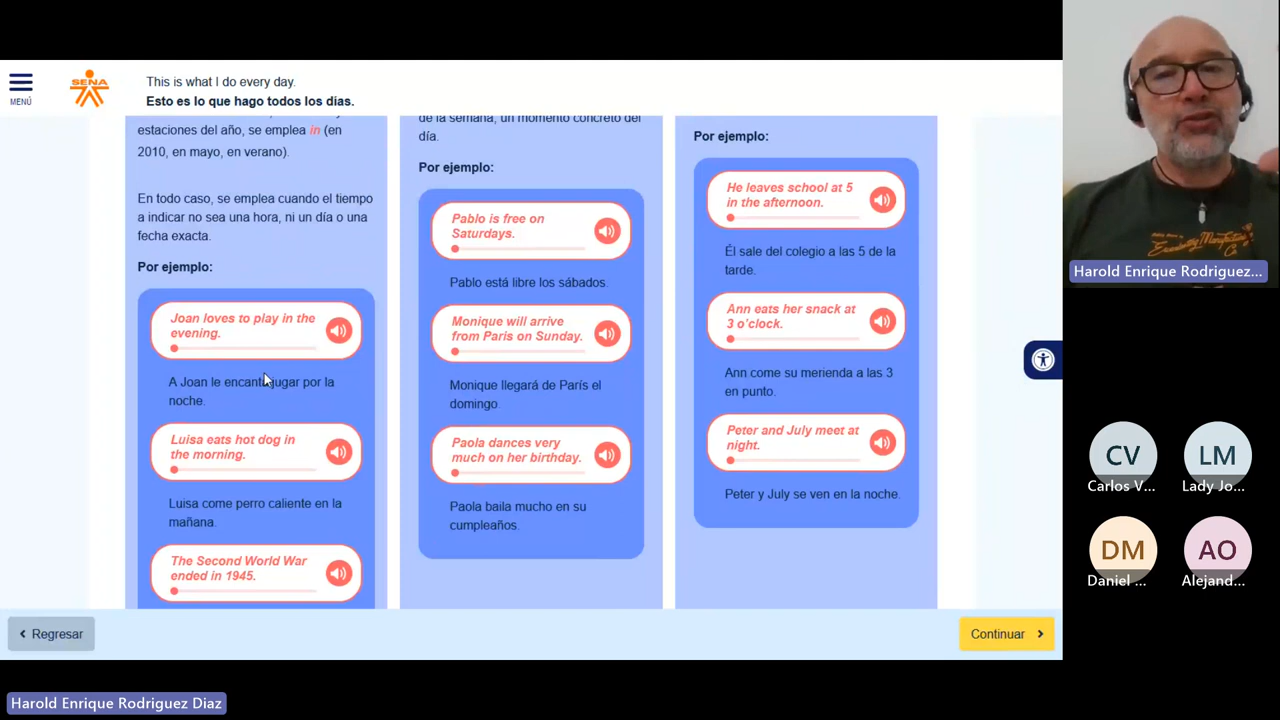 MENÚ
SENA
This is what I do every day.
Esto es lo que hago todos los días.
estaciones del año, se emplea in (en
2010, en mayo, en verano).
En todo caso, se emplea cuando el tiempo
a indicar no sea una hora, ni un día o una
fecha exacta.
Por ejemplo:
Joan loves to play in the
evening.
A Joan le encanta jugar por la
noche.
Luisa eats hot dog in
the morning.
Luisa come perro caliente en la
mañana.
The Second World War
ended in 1945.
de la semana, un momento concreto del
día.
Por ejemplo:
Pablo is free on
Saturdays.
Pablo está libre los sábados.
Monique will arrive
from Paris on Sunday.
Monique llegará de París el
domingo.
Paola dances very
much on her birthday.
Paola baila mucho en su
cumpleaños.
Por ejemplo:
He leaves school at 5
in the afternoon.
Él sale del colegio a las 5 de la
tarde.
Ann eats her snack at
3 o'clock.
Ann come su merienda a las 3
en punto.
Peter and July meet at
night.
Peter y July se ven en la noche.
Regresar
Continuar
Harold Enrique Rodriguez...
CV
Carlos V...
LM
Lady Jo...
DM
Daniel ...
AO
Alejand...
Harold Enrique Rodriguez Diaz